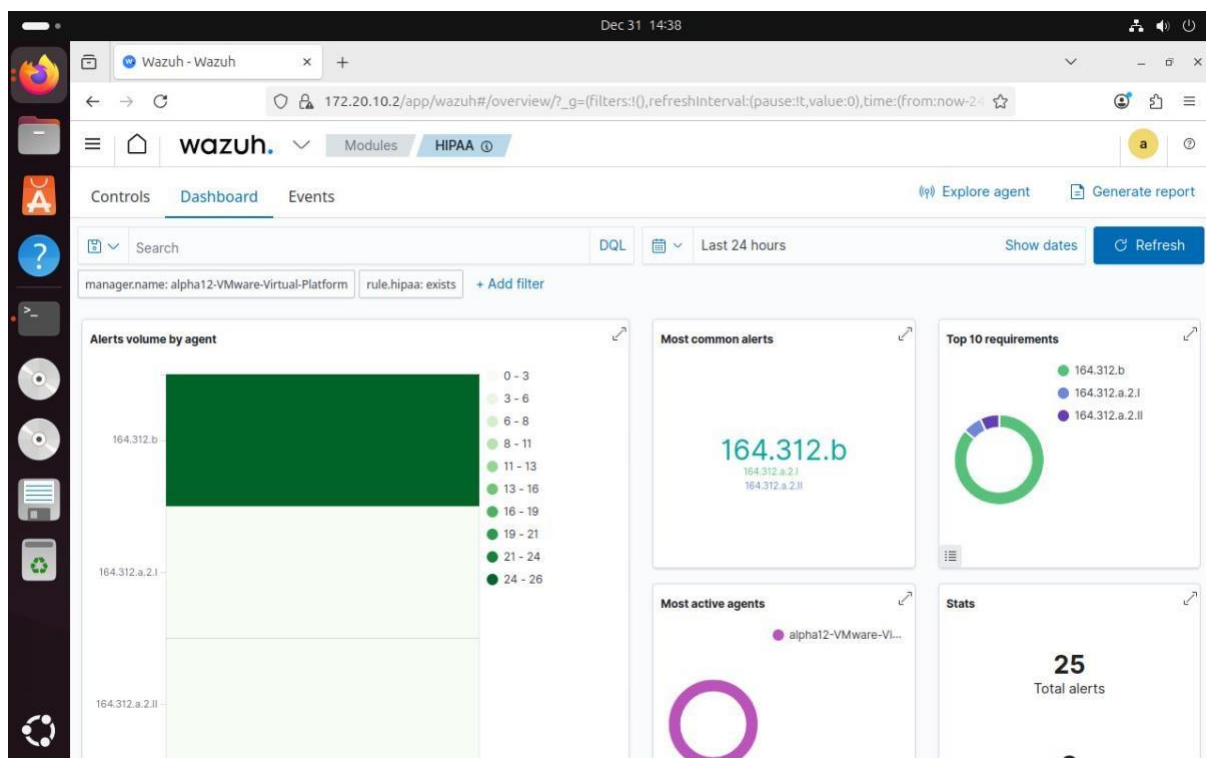 Dec 31 14:38
Wazuh - Wazuh
172.20.10.2/app/wazuh#/overview/?_g=(filters:!(),refreshInterval:(pause:!t,value:0),time:(from:now-24
wazuh. Modules HIPAA a
Controls Dashboard Events Explore agent Generate report
Search DQL Last 24 hours Show dates Refresh
manager.name: alpha12-VMware-Virtual-Platform rule.hipaa: exists + Add filter
Alerts volume by agent
164.312.b
164.312.a.2.I
164.312.a.2.II
0 - 3
3 - 6
6 - 8
8 - 11
11 - 13
13 - 16
16 - 19
19 - 21
21 - 24
24 - 26
Most common alerts
164.312.b
164.312.a.2.I
164.312.a.2.II
Top 10 requirements
164.312.b
164.312.a.2.I
164.312.a.2.II
Most active agents
alpha12-VMware-Vi...
Stats
25
Total alerts